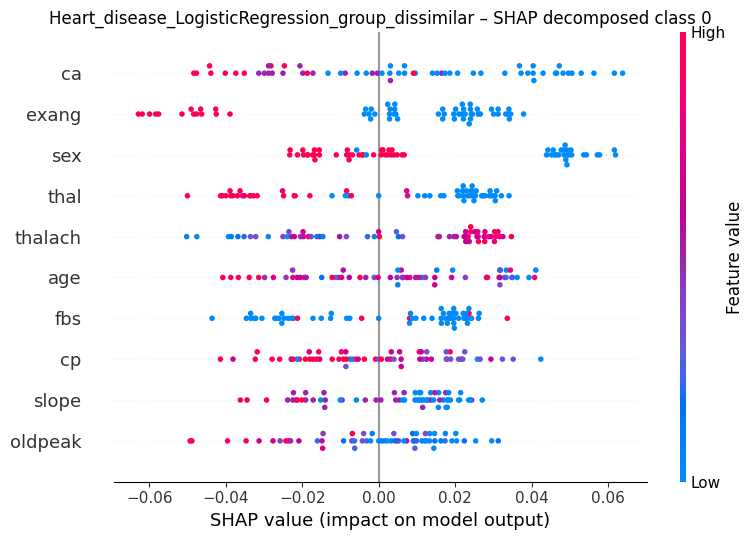 Heart_disease_LogisticRegression_group_dissimilar – SHAP decomposed class 0
High
ca
exang
sex
thal
thalach
age
fbs
cp
slope
oldpeak
Feature value
Low
−0.06 −0.04 −0.02 0.00 0.02 0.04 0.06
SHAP value (impact on model output)